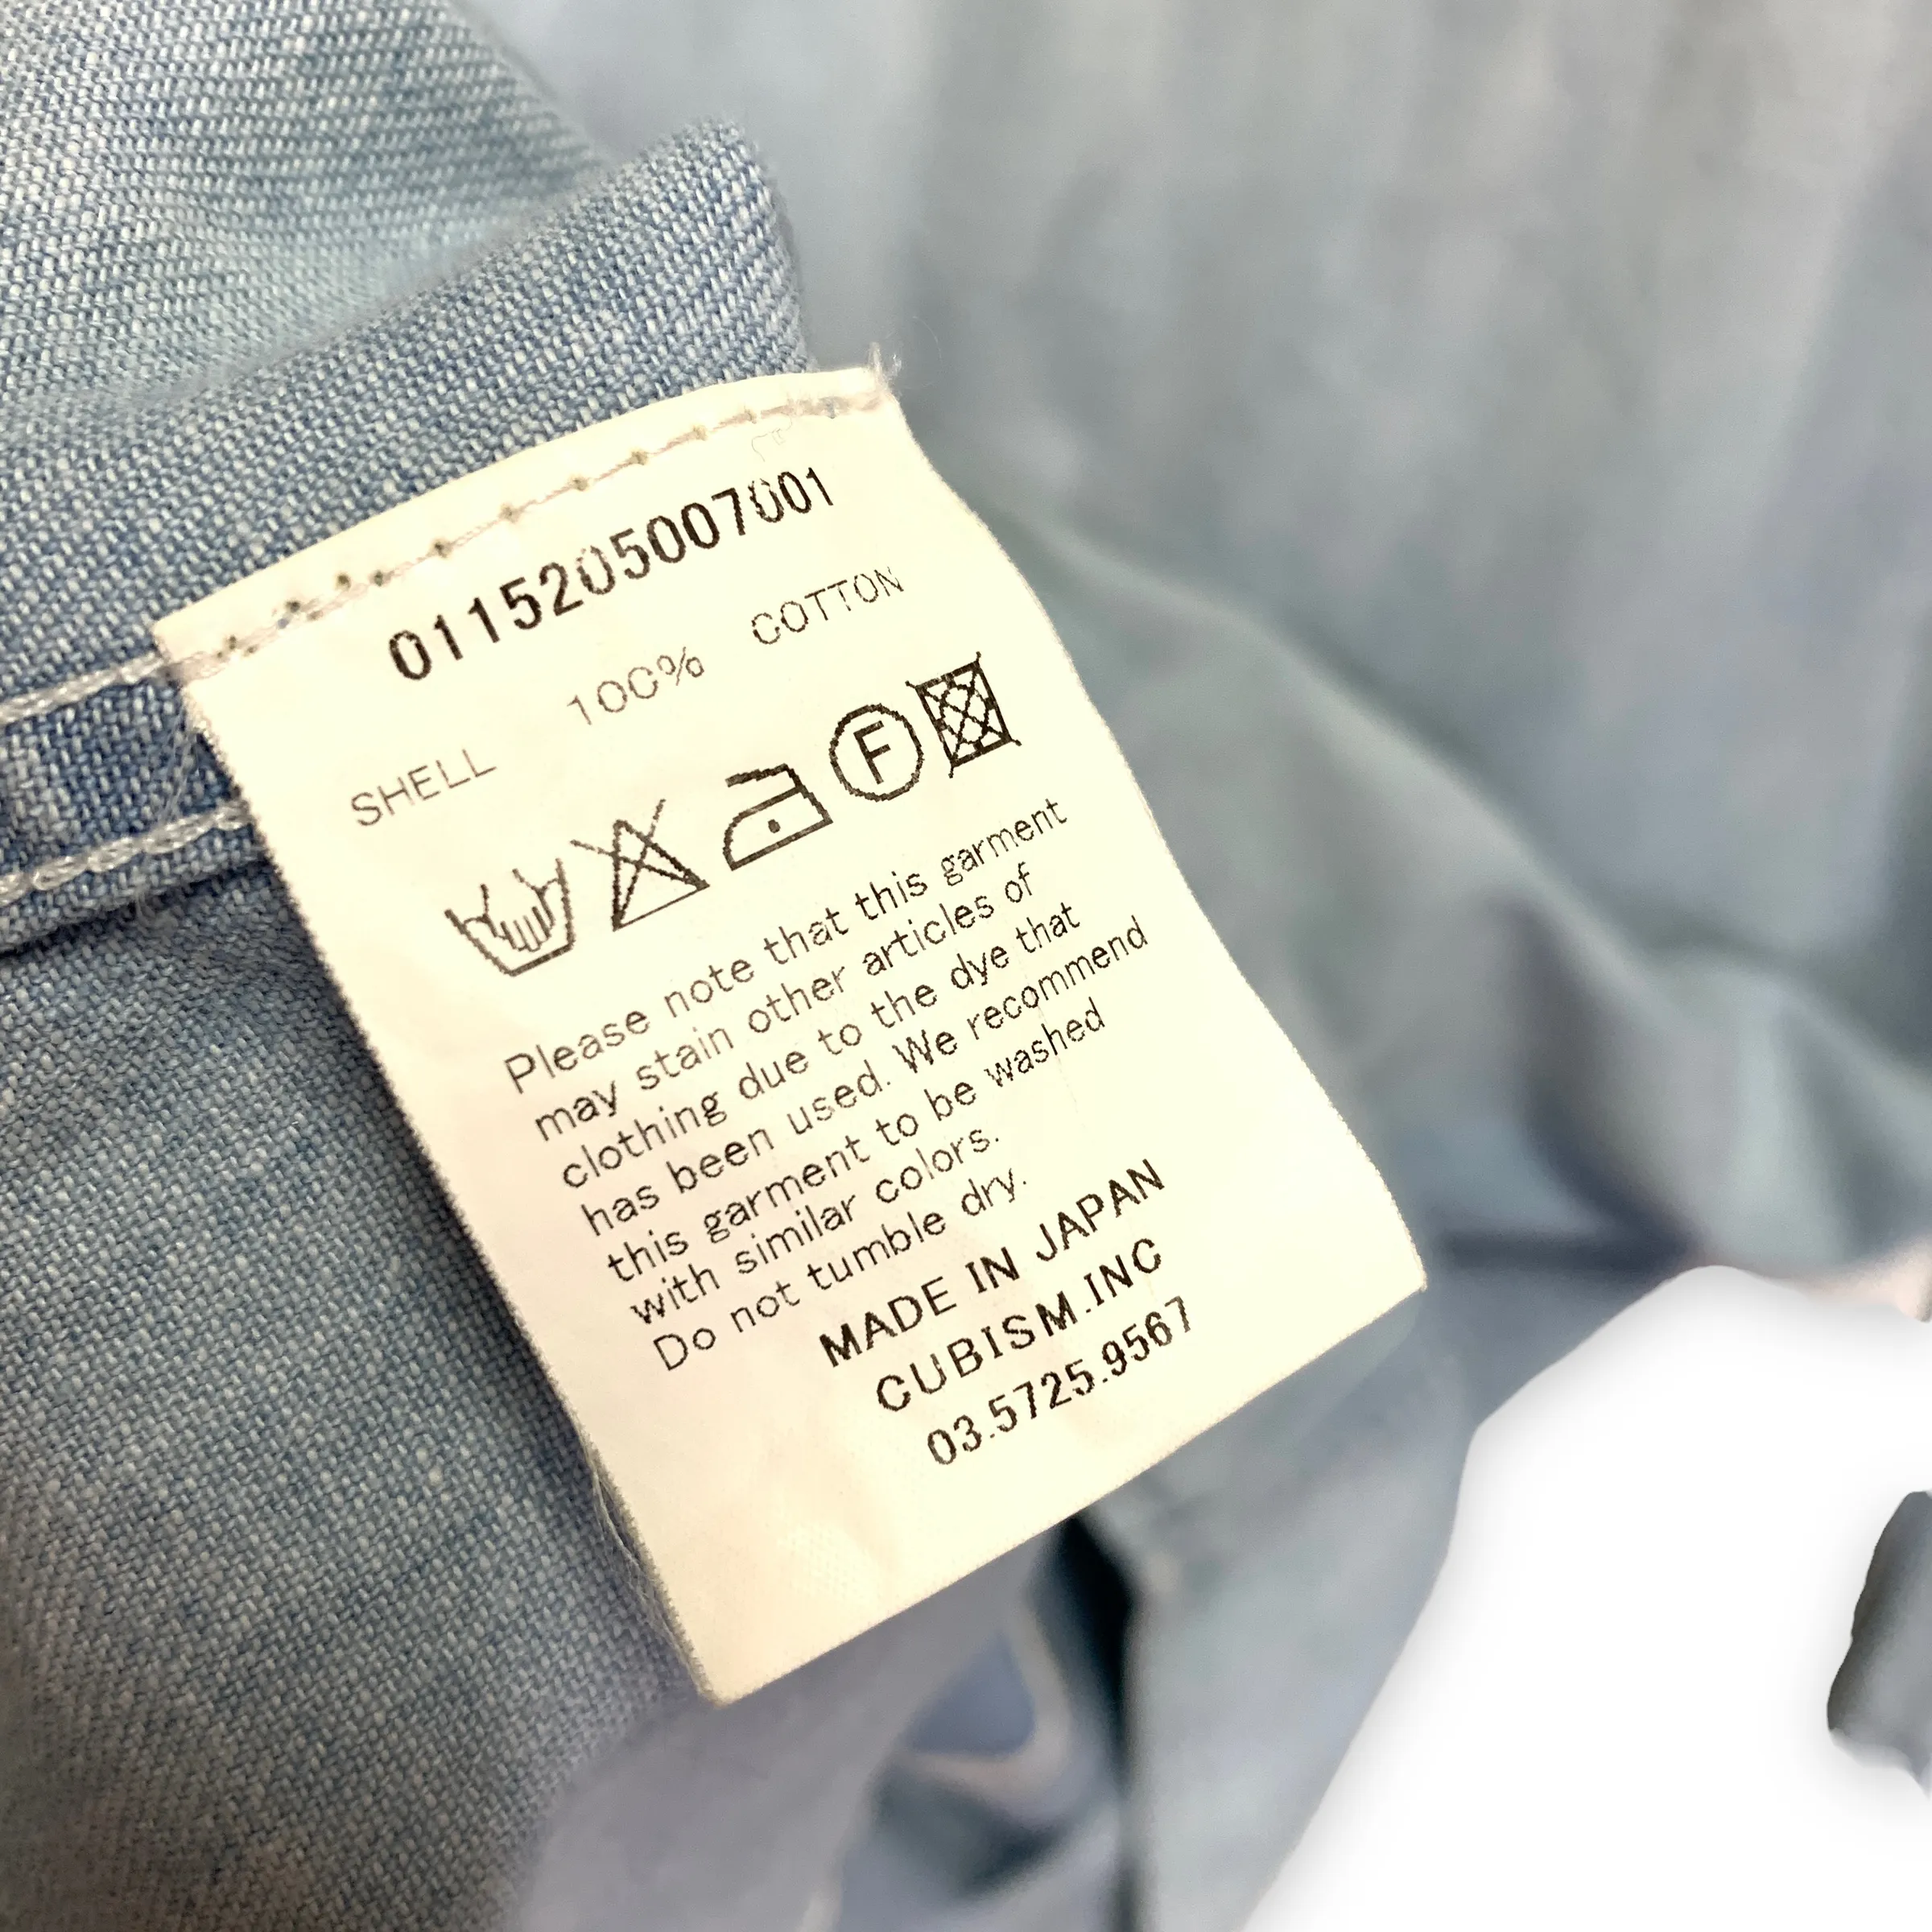 0115205007001
SHELL 100% COTTON
F
Please note that this garment
may stain other articles of
clothing due to the dye that
has been used. We recommend
this garment to be washed
with similar colors.
Do not tumble dry.
MADE IN JAPAN
CUBISM.INC
03.5725.9567